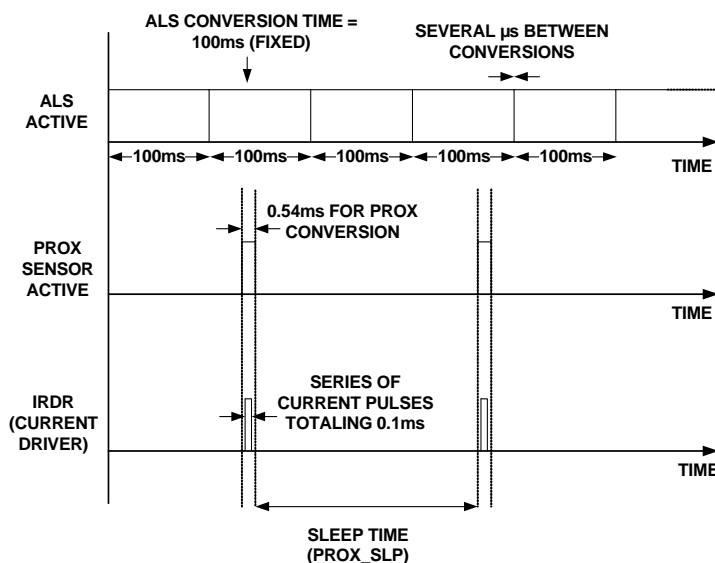 ALS CONVERSION TIME =
100ms (FIXED)
SEVERAL µs BETWEEN
CONVERSIONS
ALS
ACTIVE
100ms
100ms
100ms
100ms
100ms
TIME
0.54ms FOR PROX
CONVERSION
PROX
SENSOR
ACTIVE
TIME
SERIES OF
CURRENT PULSES
TOTALING 0.1ms
IRDR
(CURRENT
DRIVER)
TIME
SLEEP TIME
(PROX_SLP)